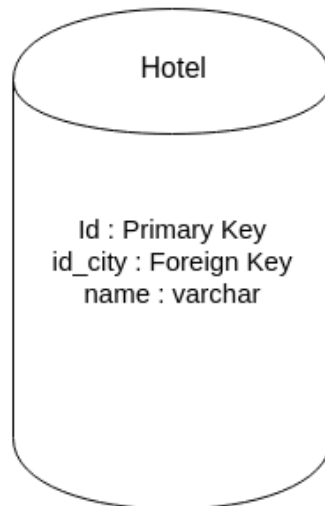 Hotel
Id : Primary Key
id_city : Foreign Key
name : varchar